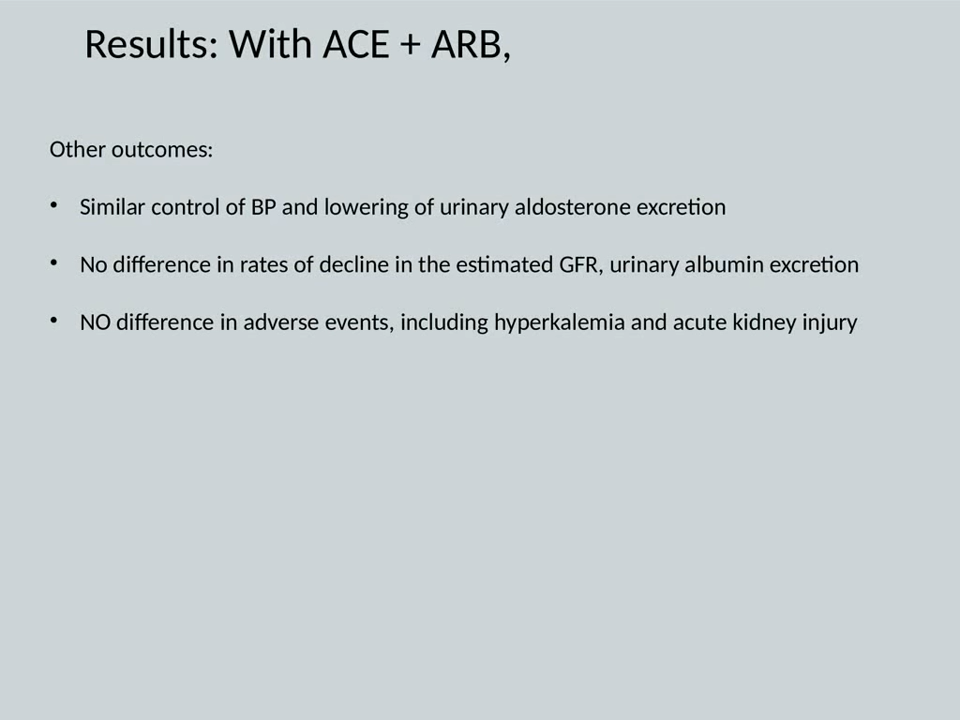 Results: With ACE + ARB,
Other outcomes:
• Similar control of BP and lowering of urinary aldosterone excretion
• No difference in rates of decline in the estimated GFR, urinary albumin excretion
• NO difference in adverse events, including hyperkalemia and acute kidney injury